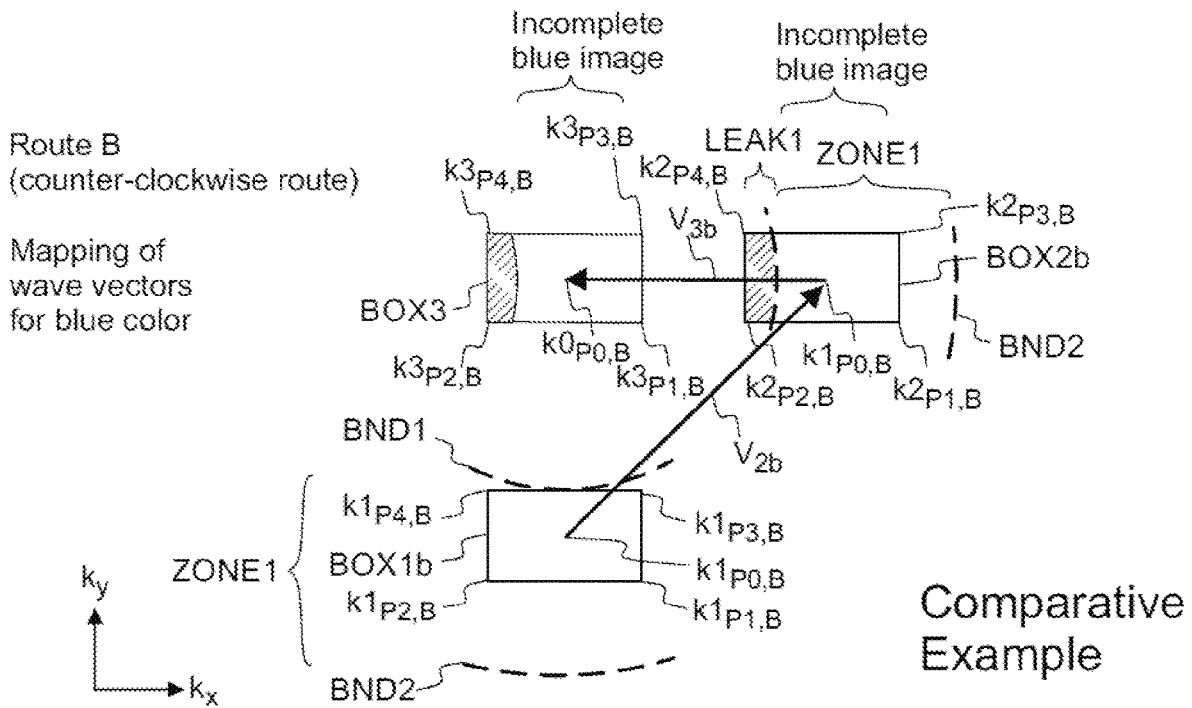 Incomplete
blue image
Incomplete
blue image
Route B
(counter-clockwise route)
Mapping of
wave vectors
for blue color
k3P3,B
LEAK1
ZONE1
k3P4,B
k2P4,B
k2P3,B
V3b
BOX2b
BOX3
k0P0,B
k1P0,B
BND2
k3P2,B
k3P1,B
k2P2,B
k2P1,B
BND1
V2b
k1P4,B
k1P3,B
ZONE1
BOX1b
k1P0,B
k1P2,B
k1P1,B
ky
kx
BND2
Comparative
Example